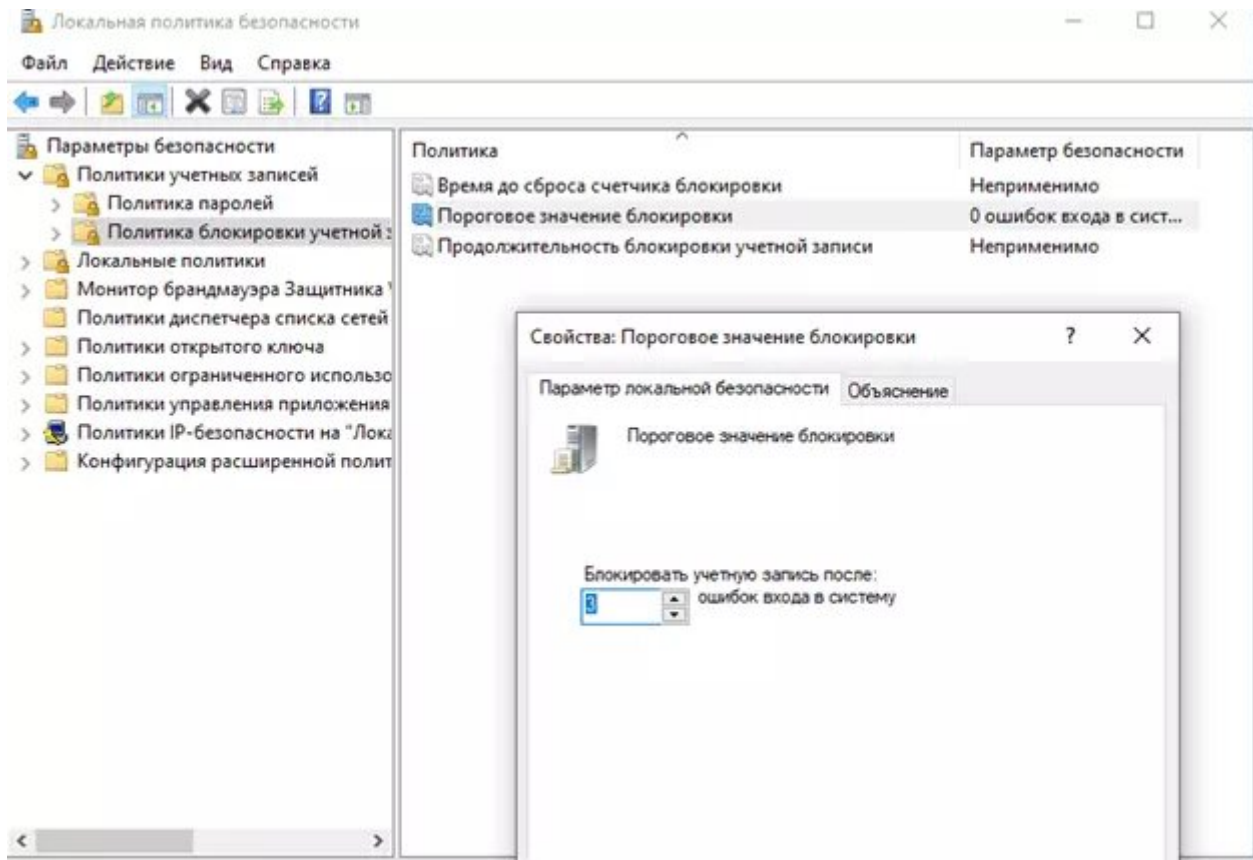 Локальная политика безопасности
Файл Действие Вид Справка
Параметры безопасности
Политики учетных записей
Политика паролей
Политика блокировки учетной з
Локальные политики
Монитор брандмауэра Защитника
Политики диспетчера списка сетей
Политики открытого ключа
Политики ограниченного использо
Политики управления приложения
Политики IP-безопасности на "Лока
Конфигурация расширенной полит
Политика Параметр безопасности
Время до сброса счетчика блокировки Неприменимо
Пороговое значение блокировки 0 ошибок входа в сист...
Продолжительность блокировки учетной записи Неприменимо
Свойства: Пороговое значение блокировки ? X
Параметр локальной безопасности Объяснение
Пороговое значение блокировки
Блокировать учетную запись после:
3 ошибок входа в систему